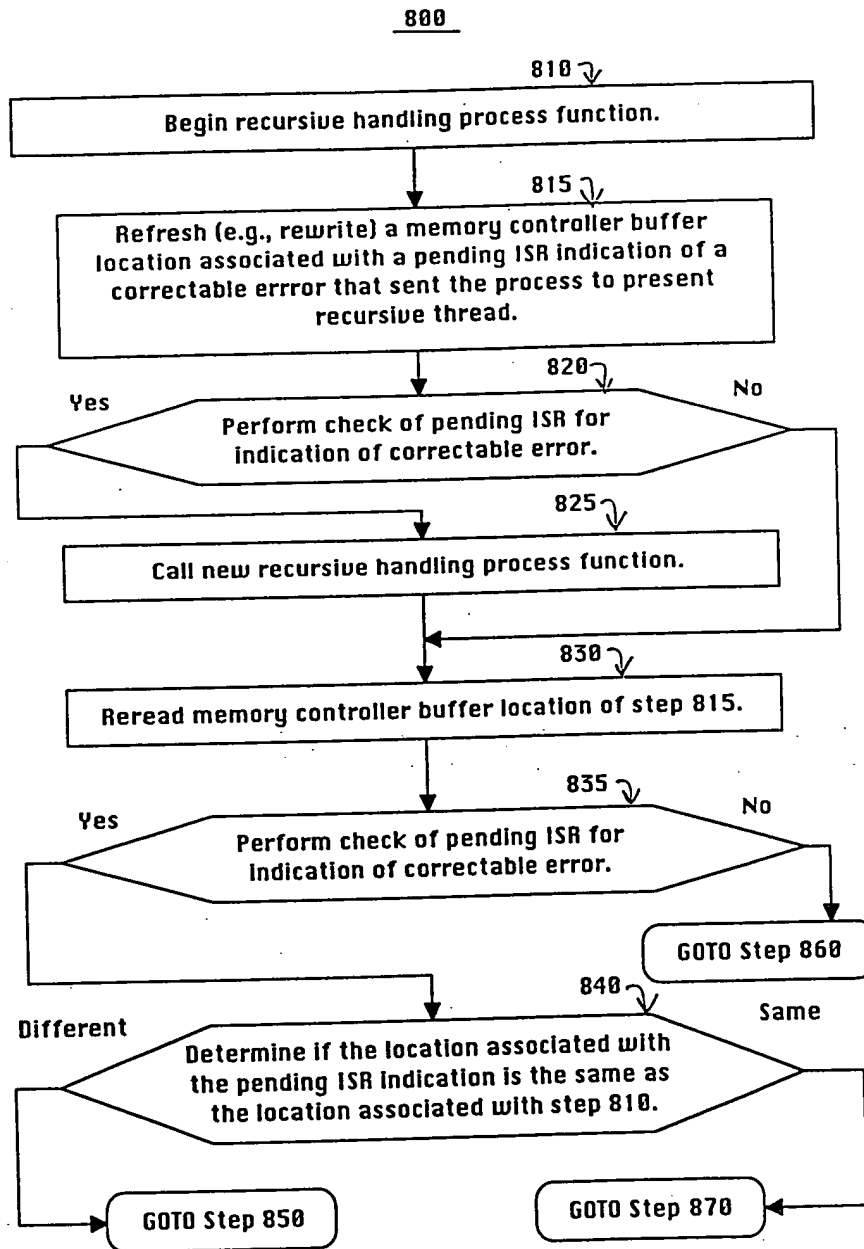 800
810
Begin recursive handling process function.
815
Refresh (e.g., rewrite) a memory controller buffer
location associated with a pending ISR indication of a
correctable errror that sent the process to present
recursive thread.
820
Yes
No
Perform check of pending ISR for
indication of correctable error.
825
Call new recursive handling process function.
830
Reread memory controller buffer location of step 815.
835
Yes
No
Perform check of pending ISR for
indication of correctable error.
GOTO Step 860
840
Different
Same
Determine if the location associated with
the pending ISR indication is the same as
the location associated with step 810.
GOTO Step 850
GOTO Step 870